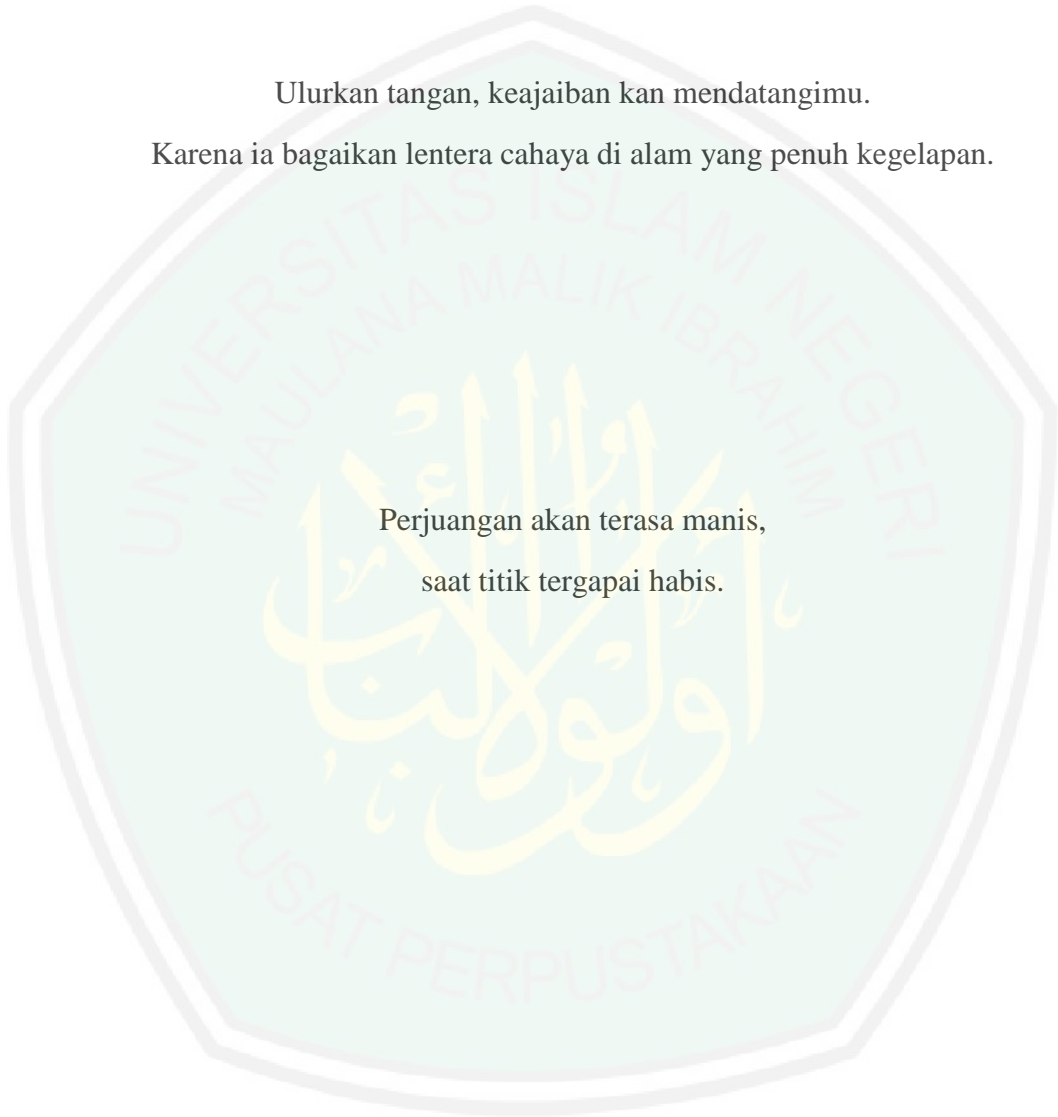 Ulurkan tangan, keajaiban kan mendatangimu.
Karena ia bagaikan lentera cahaya di alam yang penuh kegelapan.
UNIVERSITAS ISLAM NEGERI
MAULANA MALIK IBRAHIM
Perjuangan akan terasa manis,
saat titik tergapai habis.
أولوا الألباب
PUSAT PERPUSTAKAAN